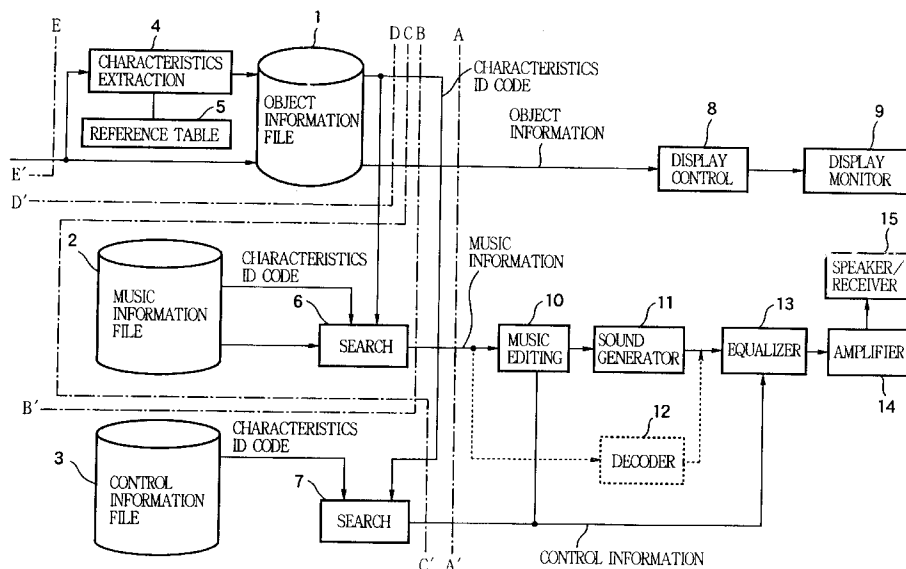 E
4
1
D
C
B
A
CHARACTERISTICS
EXTRACTION
5
REFERENCE TABLE
OBJECT
INFORMATION
FILE
CHARACTERISTICS
ID CODE
OBJECT
INFORMATION
8
DISPLAY
CONTROL
9
DISPLAY
MONITOR
E'
D'
2
MUSIC
INFORMATION
FILE
CHARACTERISTICS
ID CODE
6
SEARCH
MUSIC
INFORMATION
10
MUSIC
EDITING
11
SOUND
GENERATOR
13
EQUALIZER
15
SPEAKER/
RECEIVER
AMPLIFIER
14
12
DECODER
B'
3
CONTROL
INFORMATION
FILE
CHARACTERISTICS
ID CODE
7
SEARCH
C'
A'
CONTROL INFORMATION